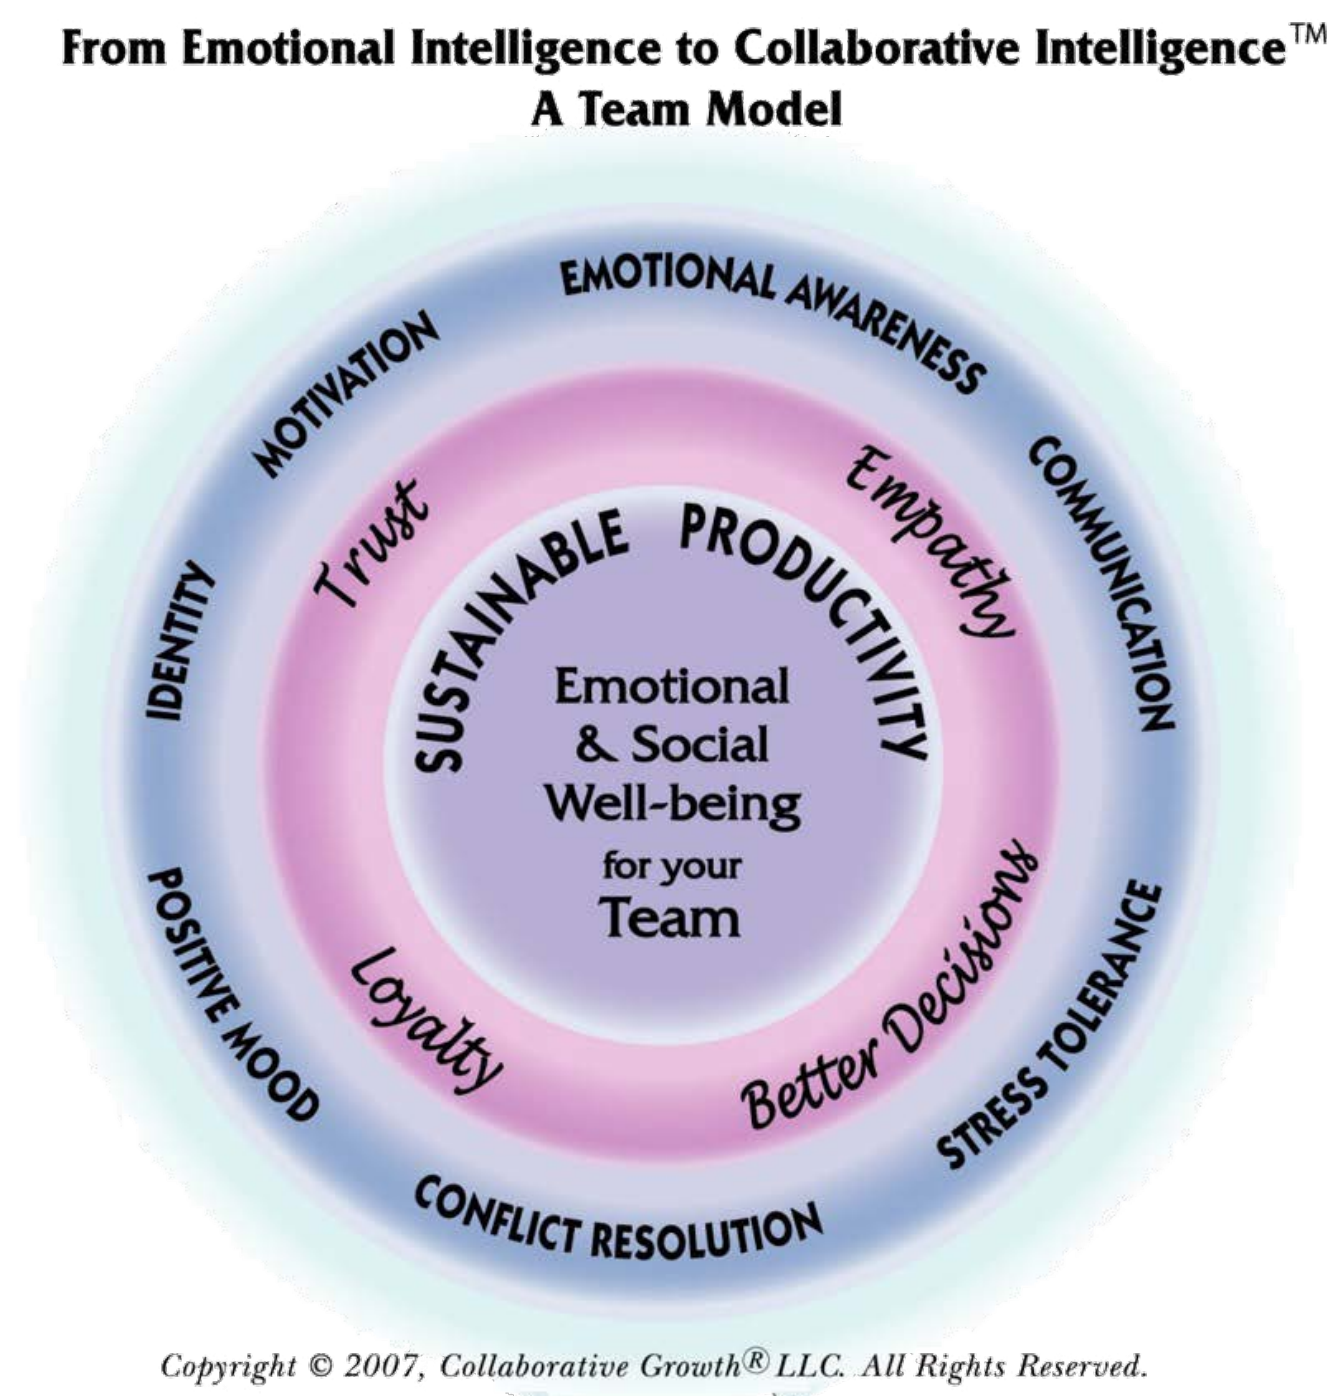 From Emotional Intelligence to Collaborative Intelligence™
A Team Model
EMOTIONAL AWARENESS
COMMUNICATION
STRESS TOLERANCE
CONFLICT RESOLUTION
POSITIVE MOOD
IDENTITY
MOTIVATION
Trust
Empathy
Better Decisions
Loyalty
SUSTAINABLE PRODUCTIVITY
Emotional
& Social
Well-being
for your
Team
Copyright © 2007, Collaborative Growth® LLC. All Rights Reserved.